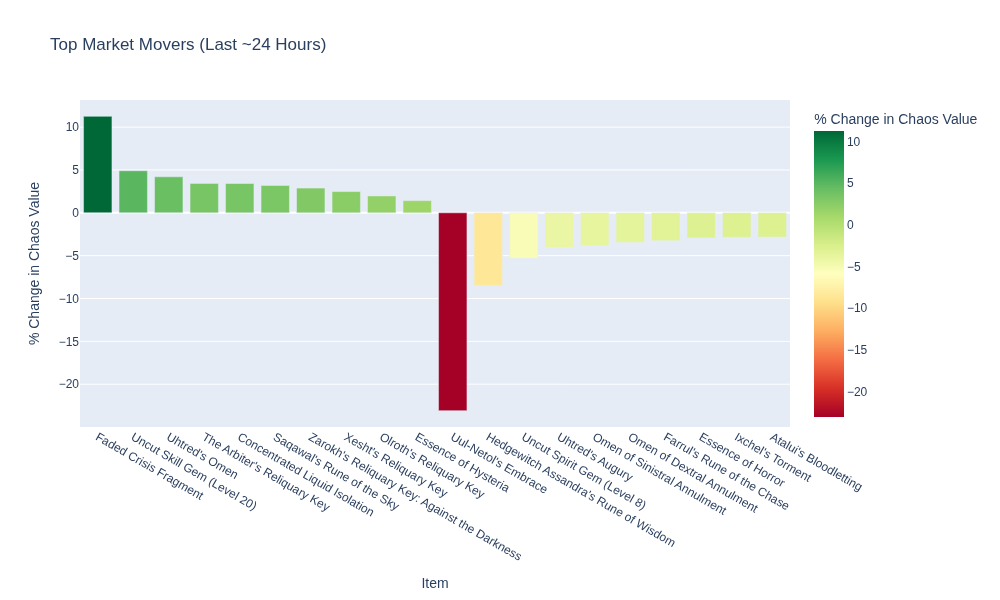 Top Market Movers (Last ~24 Hours)
% Change in Chaos Value
10
5
0
−5
−10
−15
−20
% Change in Chaos Value
10
5
0
−5
−10
−15
−20
Faded Crisis Fragment
Uncut Skill Gem (Level 20)
Uhtred's Omen
The Arbiter's Reliquary Key
Concentrated Liquid Isolation
Saqawal's Rune of the Sky
Zarokh's Reliquary Key: Against the Darkness
Xesht's Reliquary Key
Olroth's Reliquary Key
Essence of Hysteria
Uul-Netol's Embrace
Hedgewitch Assandra's Rune of Wisdom
Uncut Spirit Gem (Level 8)
Uhtred's Augury
Omen of Sinistral Annulment
Omen of Dextral Annulment
Farrul's Rune of the Chase
Essence of Horror
Ixchel's Torment
Atalui's Bloodletting
Item